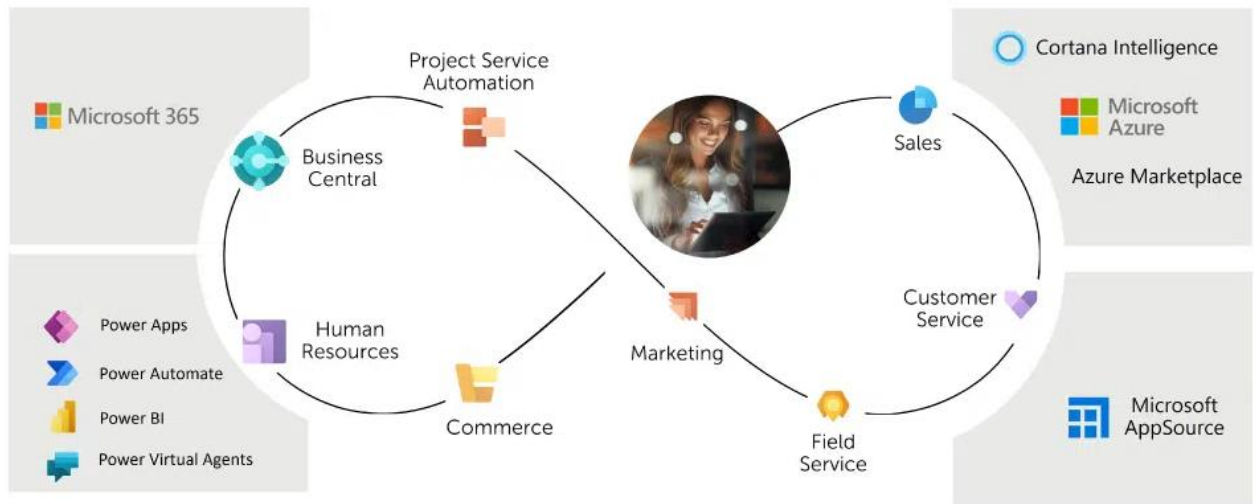 Microsoft 365
Project Service
Automation
Business
Central
Human
Resources
Commerce
Marketing
Field
Service
Customer
Service
Sales
Cortana Intelligence
Microsoft
Azure
Azure Marketplace
Power Apps
Power Automate
Power BI
Power Virtual Agents
Microsoft
AppSource